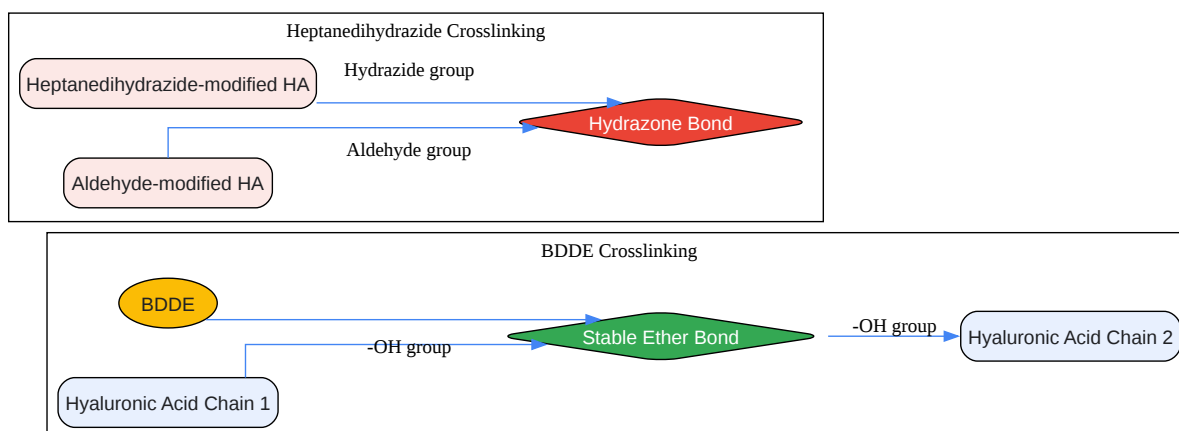 Heptanedihydrazide Crosslinking
Heptanedihydrazide-modified HA
Hydrazide group
Hydrazone Bond
Aldehyde group
Aldehyde-modified HA
BDDE Crosslinking
BDDE
-OH group
Stable Ether Bond
-OH group
Hyaluronic Acid Chain 2
Hyaluronic Acid Chain 1